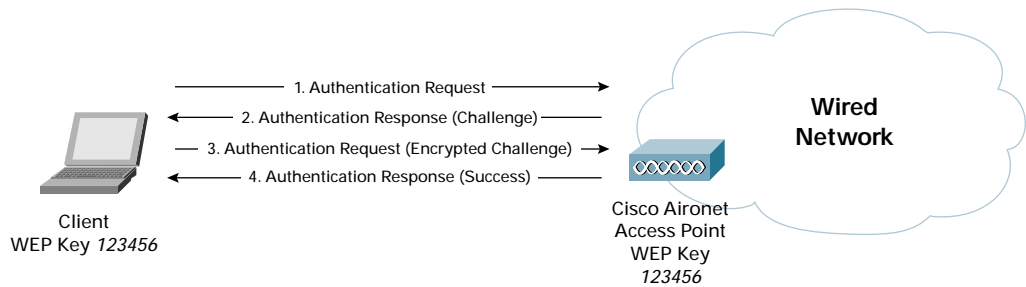 1. Authentication Request
2. Authentication Response (Challenge)
3. Authentication Request (Encrypted Challenge)
4. Authentication Response (Success)
Wired
Network
Client
WEP Key 123456
Cisco Aironet
Access Point
WEP Key
123456